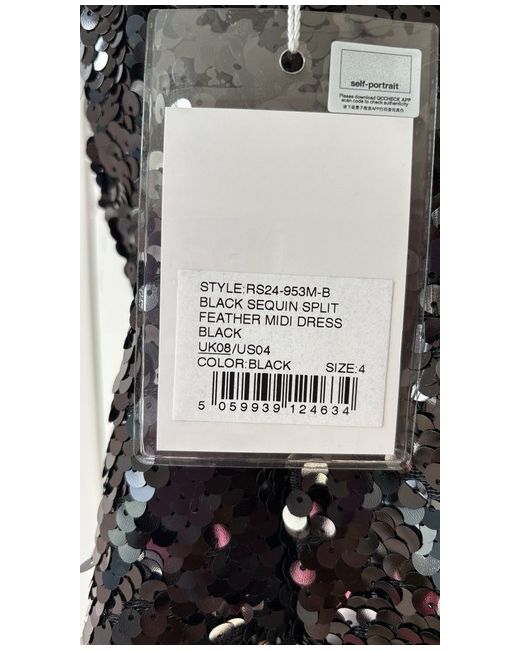 self-portrait
Please download QCCHECK APP
scan code to check authenticity
STYLE:RS24-953M-B
BLACK SEQUIN SPLIT
FEATHER MIDI DRESS
BLACK
UK08/US04
COLOR:BLACK SIZE:4
5 059939 124634